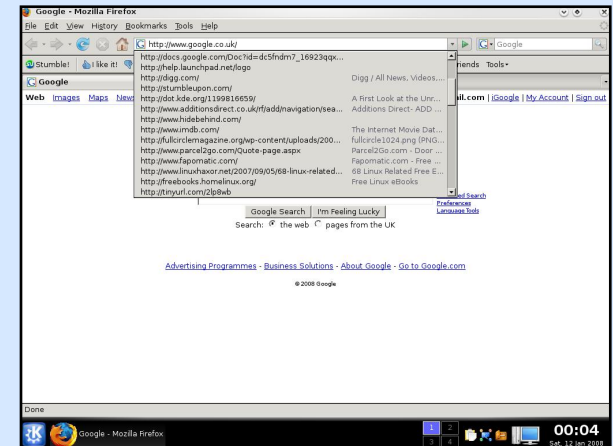 Google - Mozilla Firefox
File Edit View History Bookmarks Tools Help
http://www.google.co.uk/ Google
Stumble! I like it! riends Tools
http://docs.google.com/Doc?id=dc5fndm7_16923qqx...
http://help.launchpad.net/logo
http://digg.com/ Digg / All News, Videos,...
http://stumbleupon.com/
http://dot.kde.org/1199816659/ A First Look at the Unr...
http://www.additionsdirect.co.uk/rf/add/navigation/sea... Additions Direct- ADD ...
http://www.hidebehind.com/
http://www.imdb.com/ The Internet Movie Dat...
http://fullcirclemagazine.org/wp-content/uploads/200... fullcircle1024.png (PNG...
http://www.parcel2go.com/Quote-page.aspx Parcel2Go.com - Door ...
http://www.fapomatic.com/ Fapomatic.com - Free ...
http://www.linuxhaxor.net/2007/09/05/68-linux-related... 68 Linux Related Free E...
http://freebooks.homelinux.org/ Free Linux eBooks
http://tinyurl.com/2lp8wb
Google
Web Images Maps News il.com | iGoogle | My Account | Sign out
ed Search
Preferences
Language Tools
Google Search I'm Feeling Lucky
Search: the web pages from the UK
Advertising Programmes - Business Solutions - About Google - Go to Google.com
© 2008 Google
Done
Google - Mozilla Firefox 1 2 3 4 00:04
Sat, 12 Jan 2008